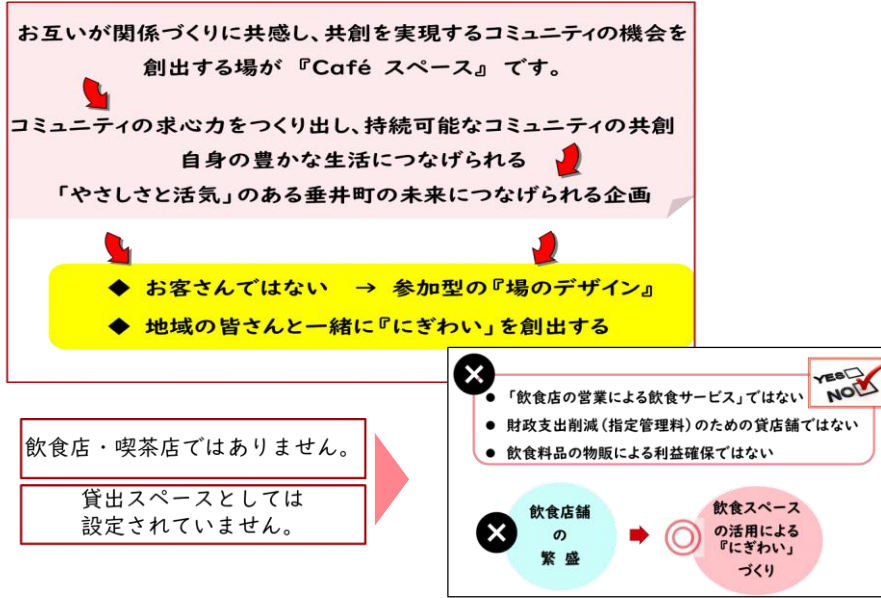 お互いが関係づくりに共感し、共創を実現するコミュニティの機会を
創出する場が 『Café スペース』 です。
コミュニティの求心力をつくり出し、持続可能なコミュニティの共創
自身の豊かな生活につなげられる
「やさしさと活気」のある垂井町の未来につなげられる企画
◆ お客さんではない → 参加型の『場のデザイン』
◆ 地域の皆さんと一緒に『にぎわい』を創出する
YES
NO
● 「飲食店の営業による飲食サービス」ではない
● 財政支出削減(指定管理料)のための貸店舗ではない
● 飲食料品の物販による利益確保ではない
飲食店・喫茶店ではありません。
貸出スペースとしては
設定されていません。
飲食店舗
の
繁 盛
飲食スペース
の活用による
『にぎわい』
づくり